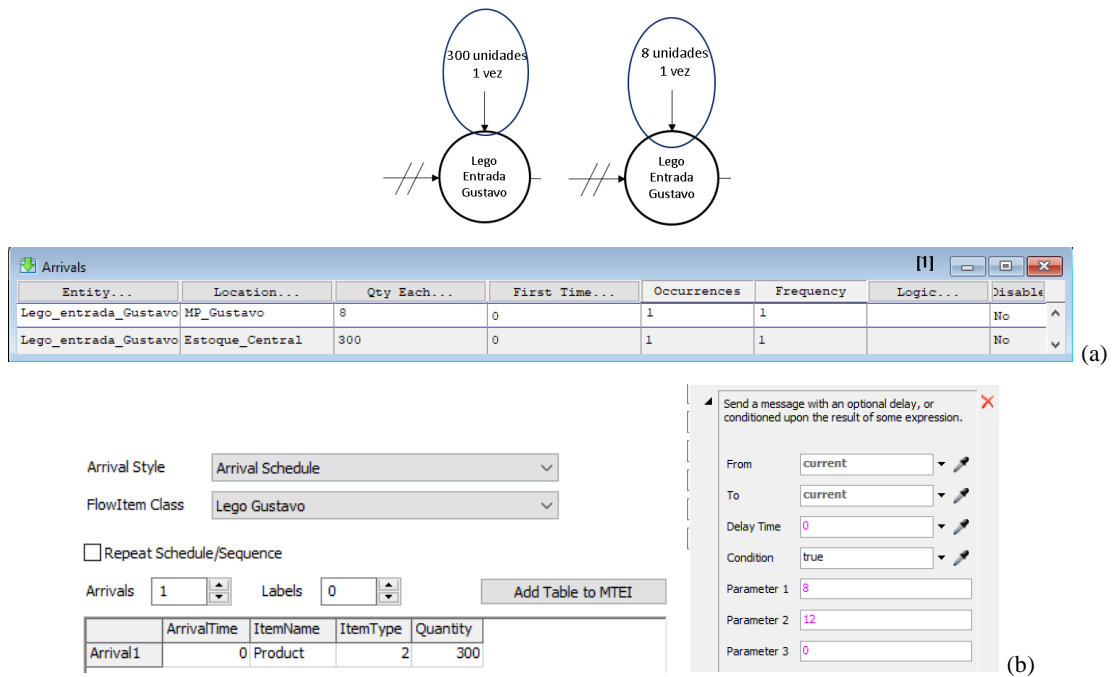 300 unidades
1 vez
8 unidades
1 vez
Lego
Entrada
Gustavo
Lego
Entrada
Gustavo
Arrivals [1]
Entity... Location... Qty Each... First Time... Occurrences Frequency Logic... Disable
Lego_entrada_Gustavo MP_Gustavo 8 0 1 1 No
Lego_entrada_Gustavo Estoque_Central 300 0 1 1 No
(a)
Arrival Style Arrival Schedule
FlowItem Class Lego Gustavo
Repeat Schedule/Sequence
Arrivals 1 Labels 0 Add Table to MTEI
ArrivalTime ItemName ItemType Quantity
Arrival1 0 Product 2 300
Send a message with an optional delay, or
conditioned upon the result of some expression.
From current
To current
Delay Time 0
Condition true
Parameter 1 8
Parameter 2 12
Parameter 3 0
(b)